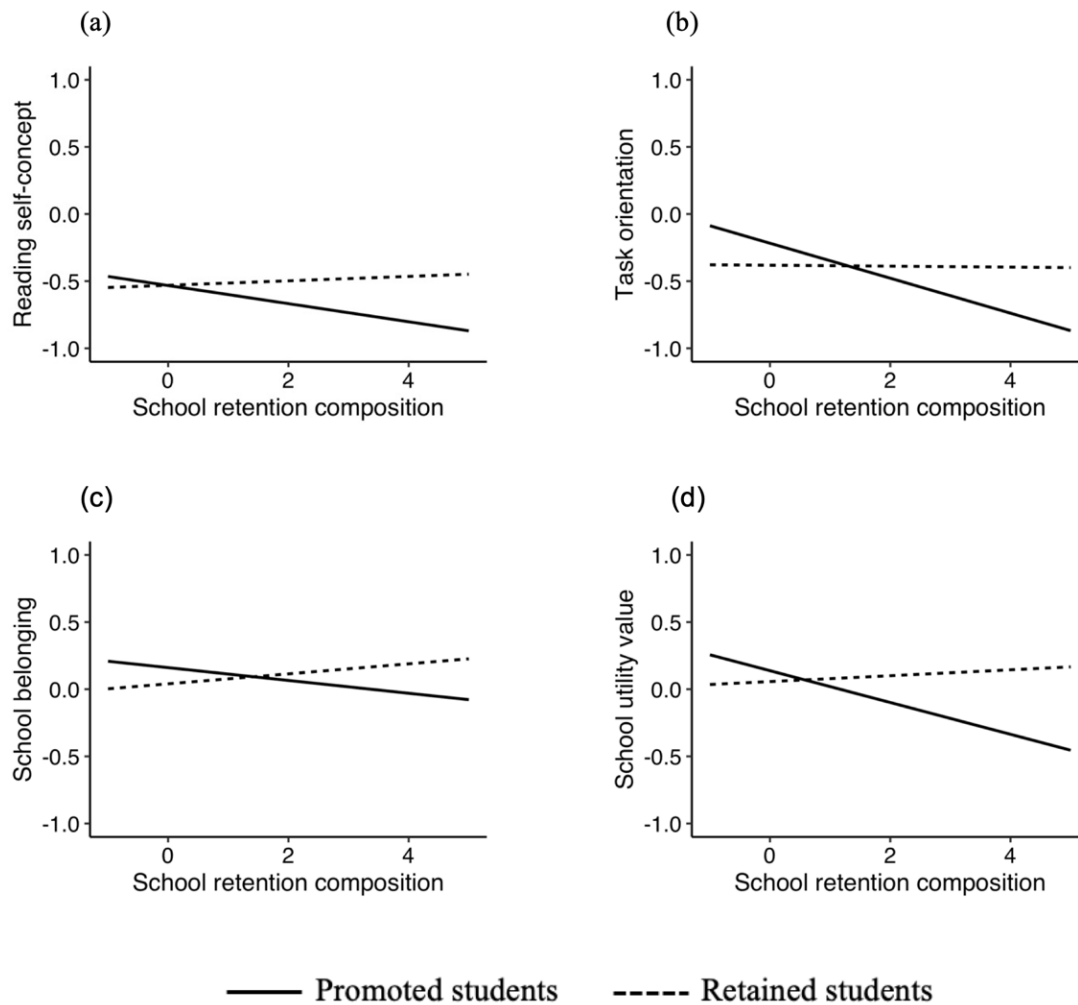 (a)
1.0
0.5
0.0
-0.5
-1.0
Reading self-concept
0 2 4
School retention composition
(b)
1.0
0.5
0.0
-0.5
-1.0
Task orientation
0 2 4
School retention composition
(c)
1.0
0.5
0.0
-0.5
-1.0
School belonging
0 2 4
School retention composition
(d)
1.0
0.5
0.0
-0.5
-1.0
School utility value
0 2 4
School retention composition
Promoted students Retained students